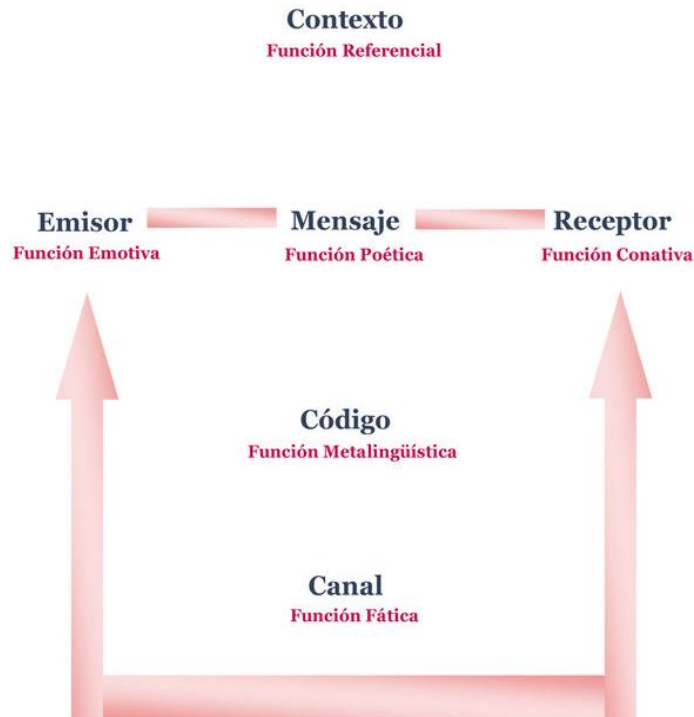 Contexto
Función Referencial
Emisor Mensaje Receptor
Función Emotiva Función Poética Función Conativa
Código
Función Metalingüística
Canal
Función Fática